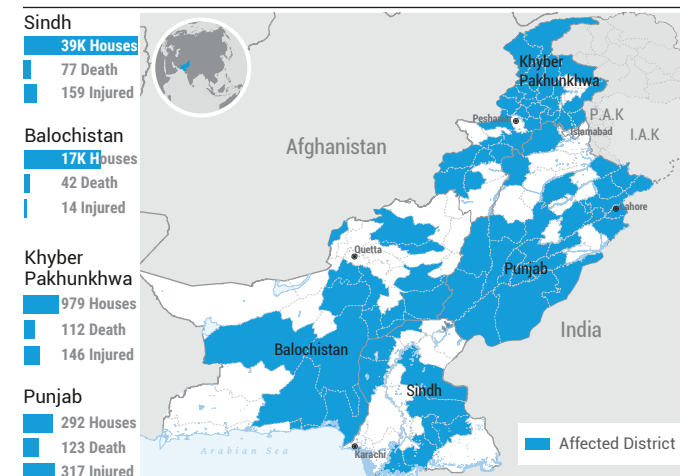 Sindh
39K Houses
77 Death
159 Injured
Balochistan
17K Houses
42 Death
14 Injured
Khyber
Pakhunkhwa
979 Houses
112 Death
146 Injured
Punjab
292 Houses
123 Death
317 Injured
Khyber
Pakhunkhwa
Peshawar
P.A.K
Islamabad
I.A.K
Afghanistan
Lahore
Quetta
Punjab
India
Balochistan
Sindh
Affected District
Karachi
Arabian Sea